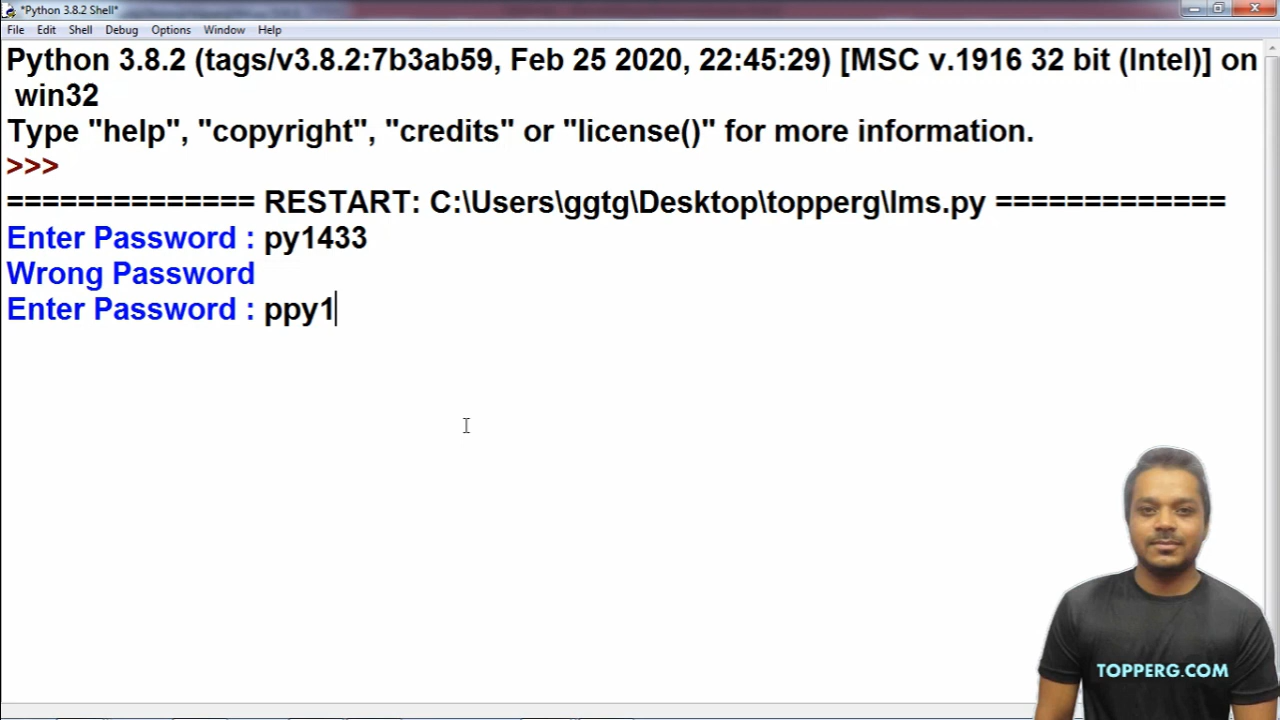 *Python 3.8.2 Shell*
File Edit Shell Debug Options Window Help
Python 3.8.2 (tags/v3.8.2:7b3ab59, Feb 25 2020, 22:45:29) [MSC v.1916 32 bit (Intel)] on
win32
Type "help", "copyright", "credits" or "license()" for more information.
>>>
============== RESTART: C:\Users\ggtg\Desktop\topperg\lms.py =============
Enter Password : py1433
Wrong Password
Enter Password : ppy1
TOPPERG.COM